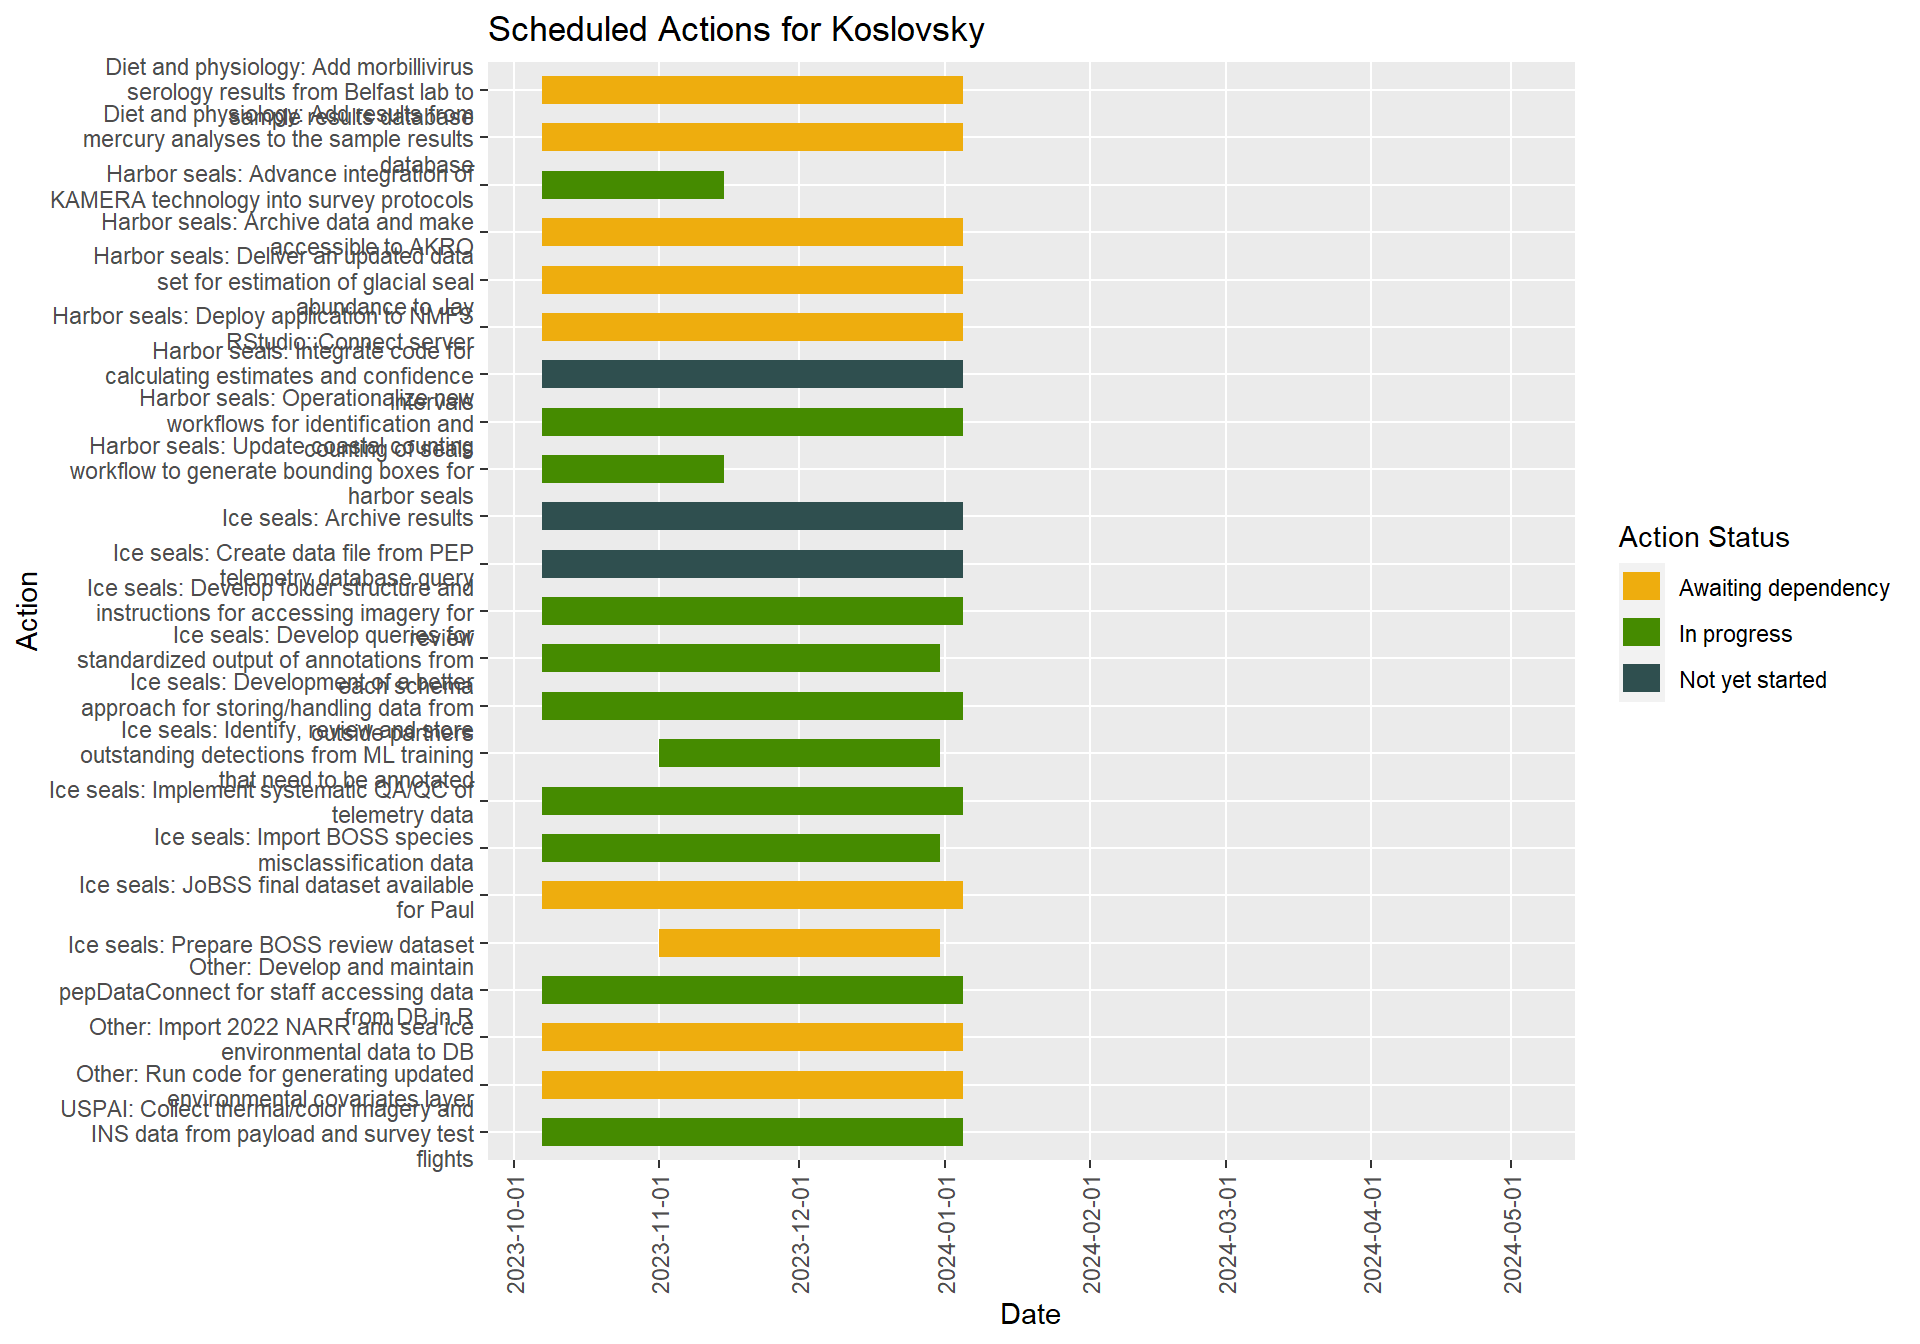 Scheduled Actions for Koslovsky
Diet and physiology: Add morbillivirus
serology results from Belfast lab to
sample results database
Diet and physiology: Add results from
mercury analyses to the sample results
database
Harbor seals: Advance integration of
KAMERA technology into survey protocols
Harbor seals: Archive data and make
accessible to AKRO
Harbor seals: Deliver an updated data
set for estimation of glacial seal
abundance to Jay
Harbor seals: Deploy application to NMFS
RStudio::Connect server
Harbor seals: Integrate code for
calculating estimates and confidence
intervals
Harbor seals: Operationalize new
workflows for identification and
counting of seals
Harbor seals: Update coastal counting
workflow to generate bounding boxes for
harbor seals
Ice seals: Archive results
Ice seals: Create data file from PEP
telemetry database query
Ice seals: Develop folder structure and
instructions for accessing imagery for
review
Ice seals: Develop queries for
standardized output of annotations from
each schema
Ice seals: Development of a better
approach for storing/handling data from
outside partners
Ice seals: Identify, review and store
outstanding detections from ML training
that need to be annotated
Ice seals: Implement systematic QA/QC of
telemetry data
Ice seals: Import BOSS species
misclassification data
Ice seals: JoBSS final dataset available
for Paul
Ice seals: Prepare BOSS review dataset
Other: Develop and maintain
pepDataConnect for staff accessing data
from DB in R
Other: Import 2022 NARR and sea ice
environmental data to DB
Other: Run code for generating updated
environmental covariates layer
USPAI: Collect thermal/color imagery and
INS data from payload and survey test
flights
Action
2023-10-01
2023-11-01
2023-12-01
2024-01-01
2024-02-01
2024-03-01
2024-04-01
2024-05-01
Date
Action Status
Awaiting dependency
In progress
Not yet started